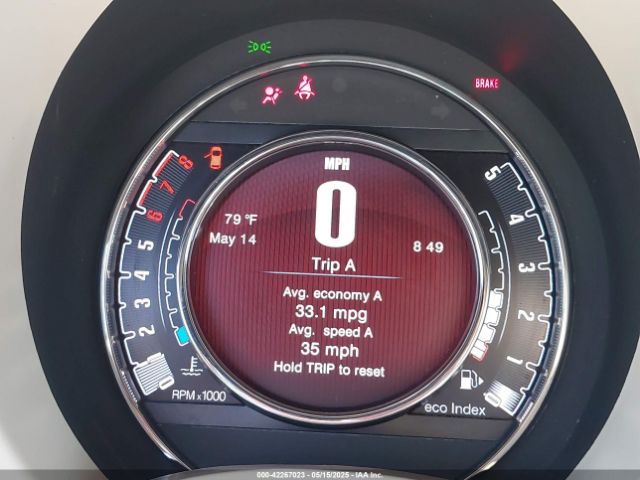 BRAKE
MPH
0
79 °F
May 14
8 49
Trip A
Avg. economy A
33.1 mpg
Avg. speed A
35 mph
Hold TRIP to reset
8
7
6
5
4
3
2
1
0
RPM x1000
5
4
3
2
1
0
eco Index
000-42267023 - 05/15/2025 - IAA Inc.